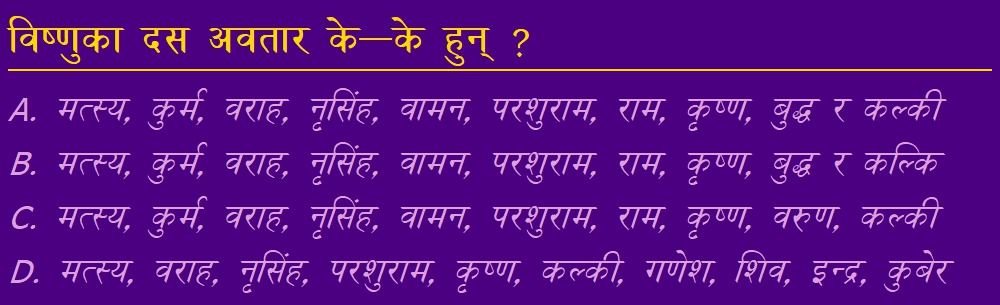 विष्णुका दस अवतार के—के हुन् ?
A. मत्स्य, कुर्म, वराह, नृसिंह, वामन, परशुराम, राम, कृष्ण, बुद्ध र कल्की
B. मत्स्य, कुर्म, वराह, नृसिंह, वामन, परशुराम, राम, कृष्ण, बुद्ध र कल्कि
C. मत्स्य, कुर्म, वराह, नृसिंह, वामन, परशुराम, राम, कृष्ण, वरुण, कल्की
D. मत्स्य, वराह, नृसिंह, परशुराम, कृष्ण, कल्की, गणेश, शिव, इन्द्र, कुबेर